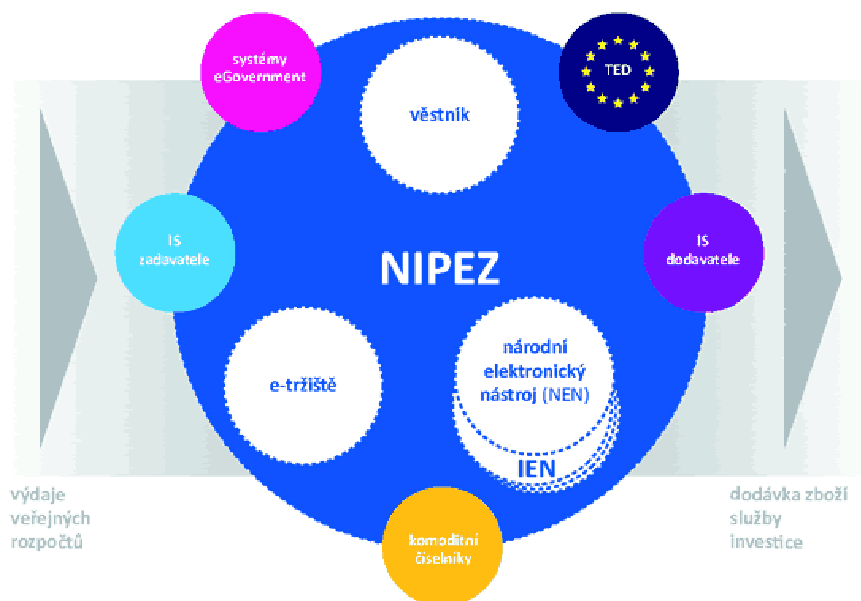 systémy
eGovernment
TED
věstník
IS
zadavatele
IS
dodavatele
NIPEZ
národní
elektronický
nástroj (NEN)
e-tržiště
IEN
výdaje
veřejných
rozpočtů
dodávka zboží
služby
investice
komoditní
číselníky